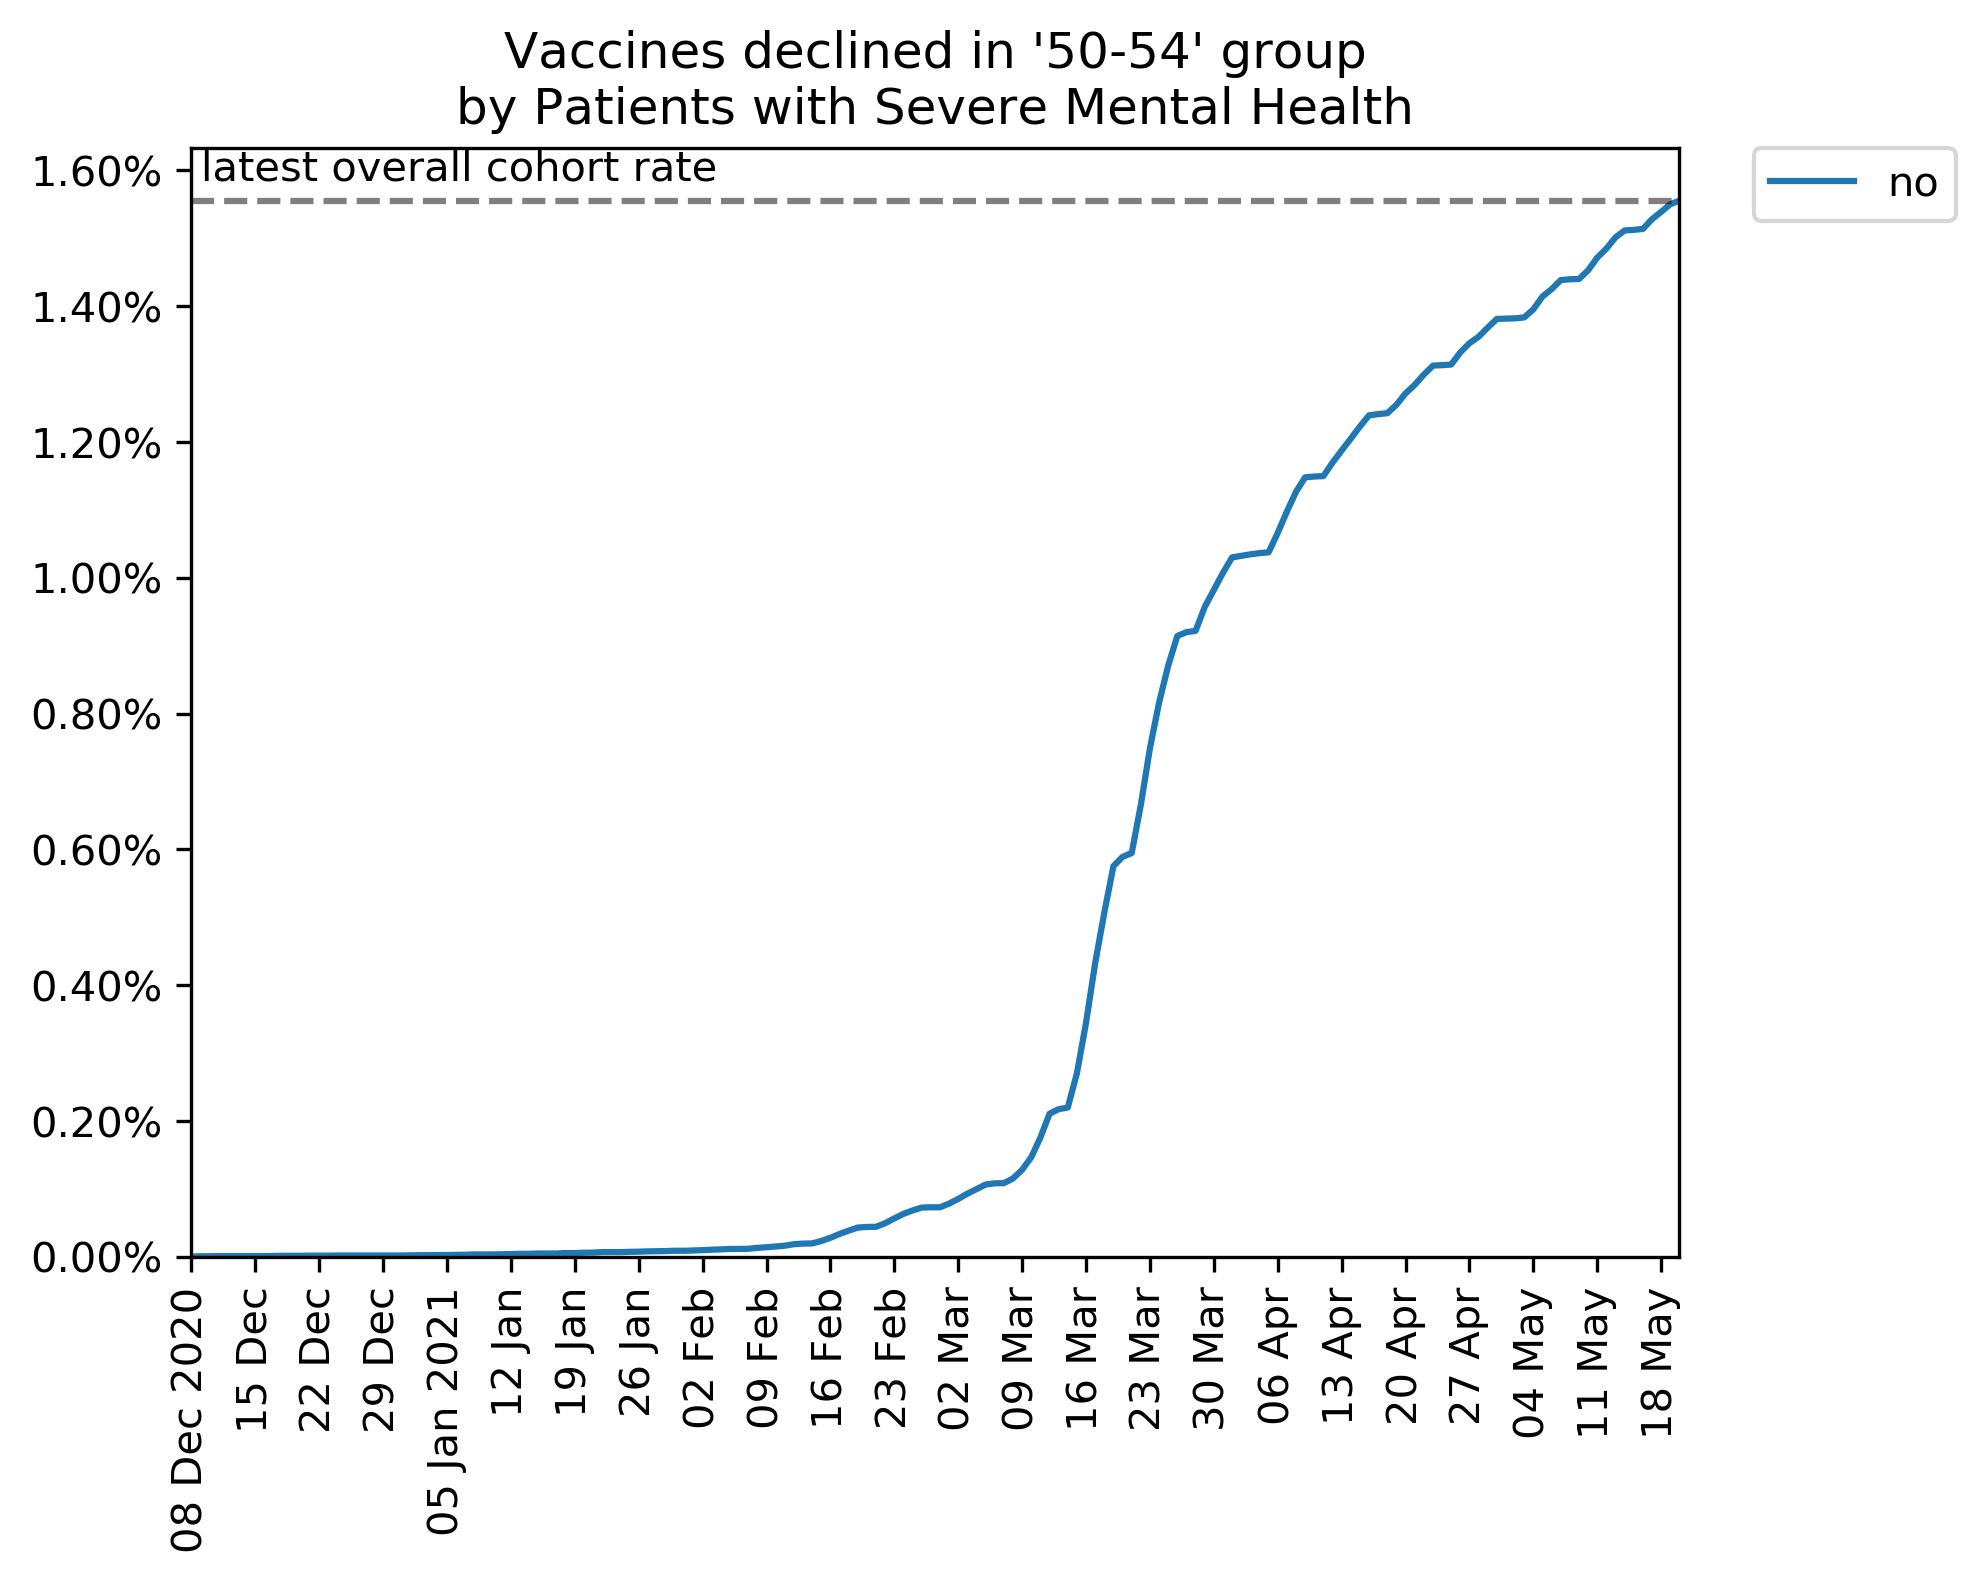 Vaccines declined in '50-54' group
by Patients with Severe Mental Health
latest overall cohort rate
no
1.60%
1.40%
1.20%
1.00%
0.80%
0.60%
0.40%
0.20%
0.00%
08 Dec 2020
15 Dec
22 Dec
29 Dec
05 Jan 2021
12 Jan
19 Jan
26 Jan
02 Feb
09 Feb
16 Feb
23 Feb
02 Mar
09 Mar
16 Mar
23 Mar
30 Mar
06 Apr
13 Apr
20 Apr
27 Apr
04 May
11 May
18 May